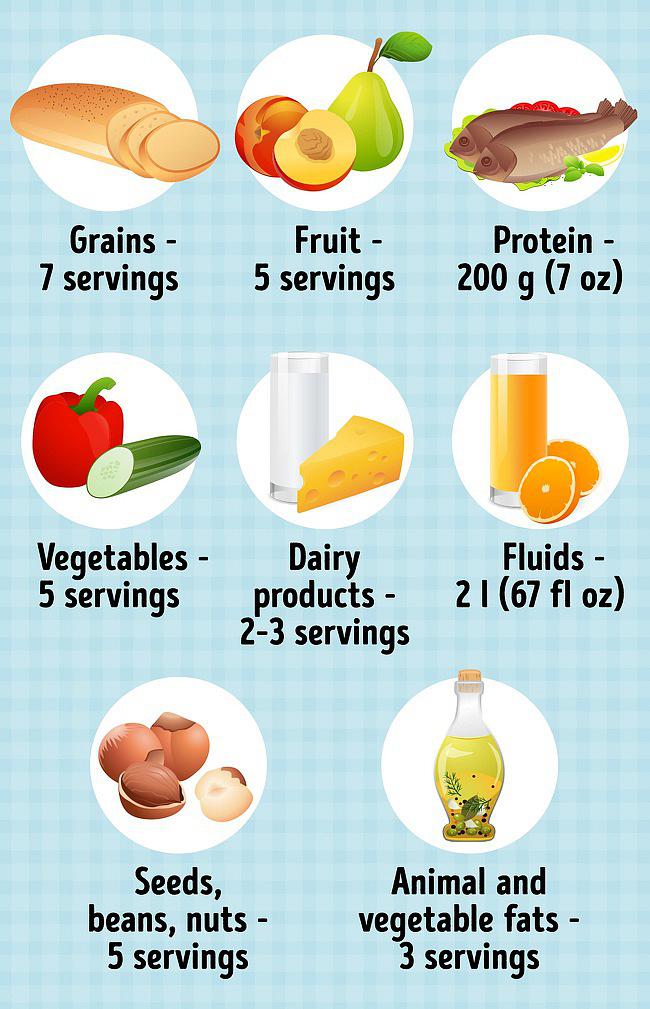 Grains -
7 servings
Fruit -
5 servings
Protein -
200 g (7 oz)
Vegetables -
5 servings
Dairy
products -
2-3 servings
Fluids -
2 l (67 fl oz)
Seeds,
beans, nuts -
5 servings
Animal and
vegetable fats -
3 servings